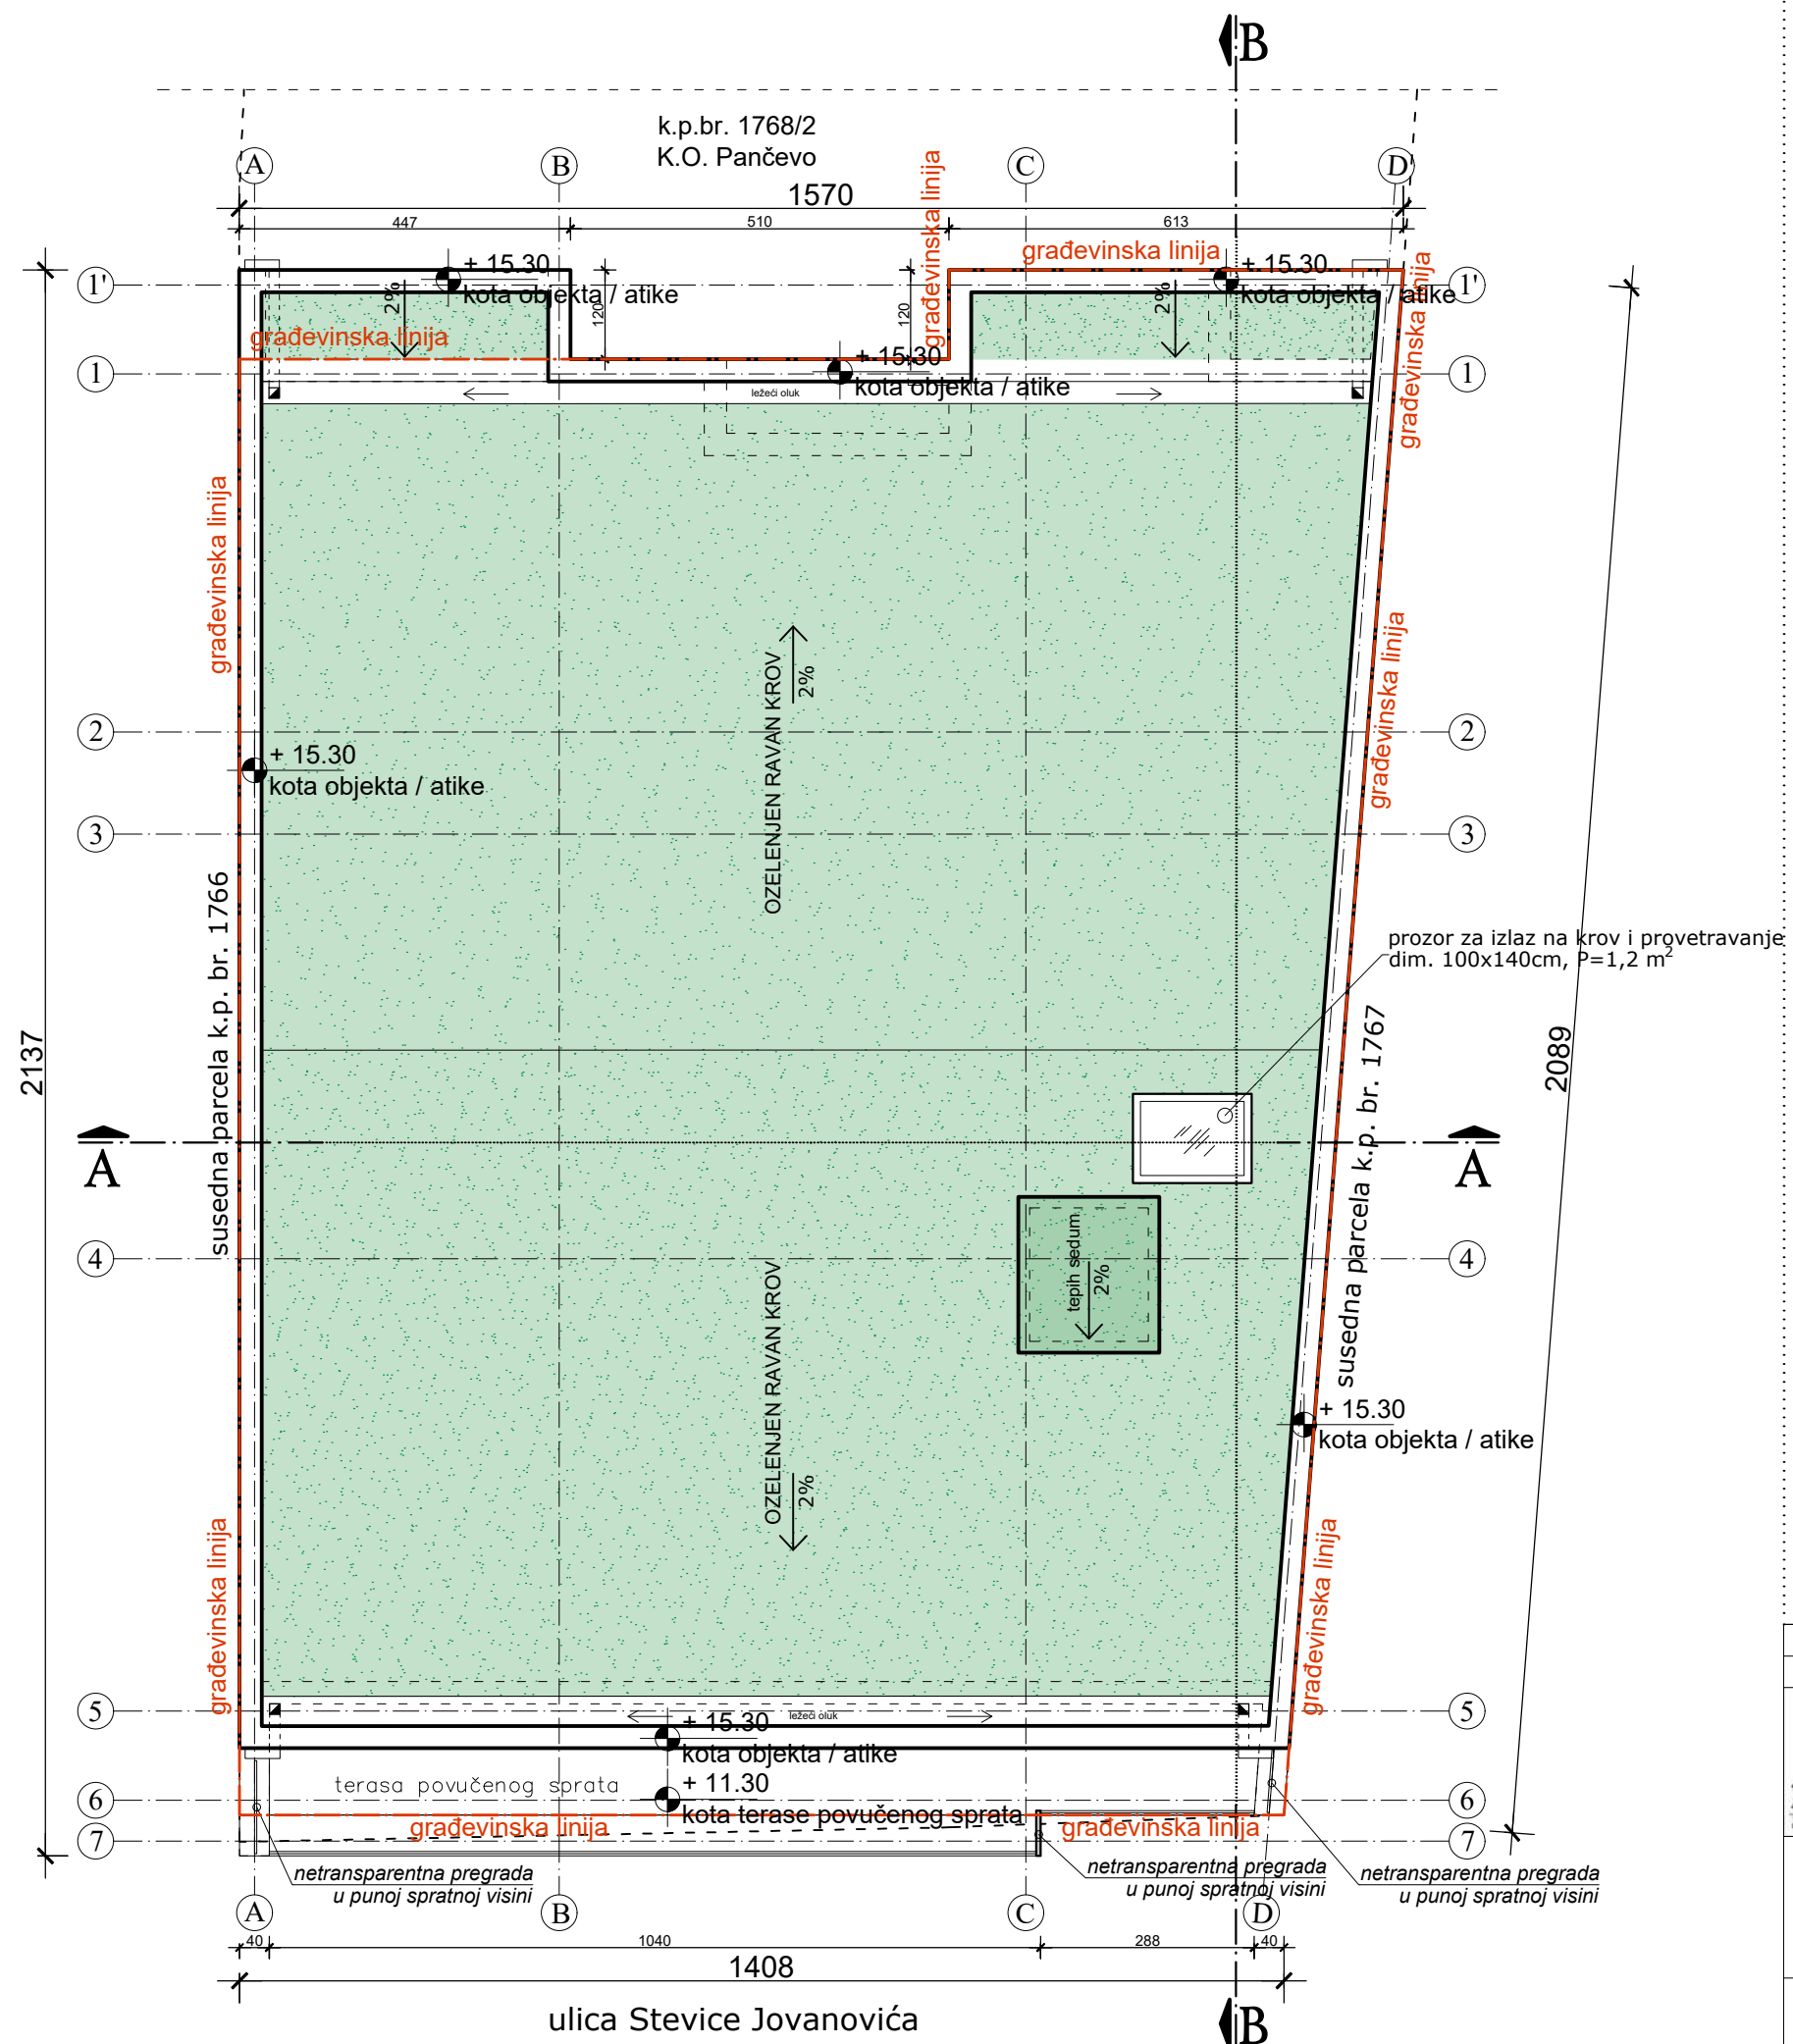 B
k.p.br. 1768/2
K.O. Pančevo
A
B
C
D
1570
447
510
613
građevinska linija
građevinska linija
+ 15.30
kota objekta / atike
+ 15.30
kota objekta / atike
1'
1'
2%
120
120
2%
građevinska linija
građevinska linija
+ 15.30
kota objekta / atike
1
1
ležeći oluk
građevinska linija
OZELENJEN RAVAN KROV
2%
građevinska linija
2
2
+ 15.30
kota objekta / atike
3
3
susedna parcela k.p. br. 1766
prozor za izlaz na krov i provetravanje
dim. 100x140cm, P=1,2 m²
2137
2089
susedna parcela k.p. br. 1767
A
A
4
4
tepih sedum
2%
OZELENJEN RAVAN KROV
2%
+ 15.30
kota objekta / atike
građevinska linija
građevinska linija
5
5
ležeći oluk
+ 15.30
kota objekta / atike
terasa povučenog sprata
+ 11.30
kota terase povučenog sprata
6
6
građevinska linija
građevinska linija
7
7
netransparentna pregrada
u punoj spratnoj visini
netransparentna pregrada
u punoj spratnoj visini
netransparentna pregrada
u punoj spratnoj visini
A
B
C
D
40
1040
288
40
1408
ulica Stevice Jovanovića
B